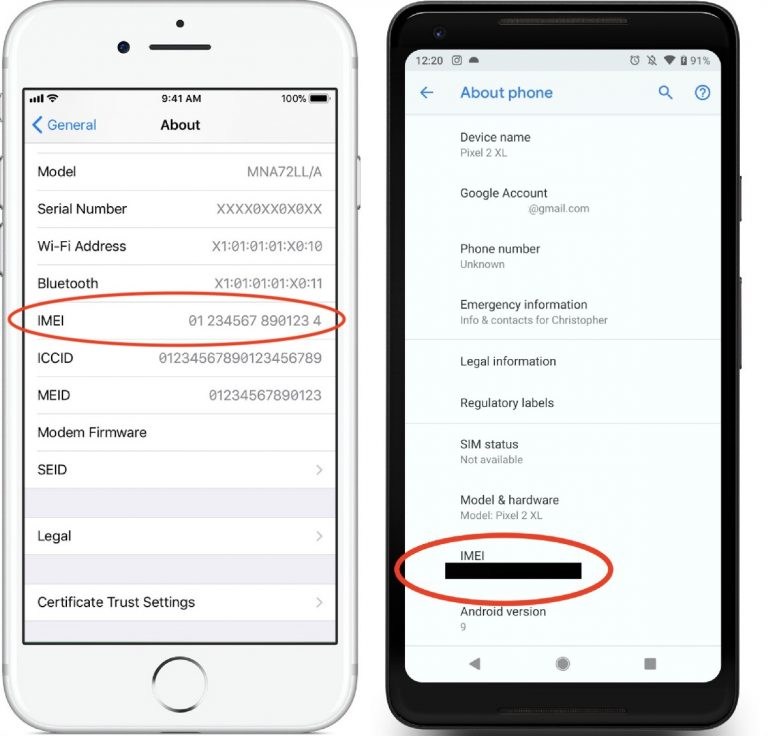 9:41 AM 100%
General About
Model MNA72LL/A
Serial Number XXXX0XX0X0XX
Wi-Fi Address X1:01:01:01:X0:10
Bluetooth X1:01:01:01:X0:11
IMEI 01 234567 890123 4
ICCID 01234567890123456789
MEID 01234567890123
Modem Firmware
SEID
Legal
Certificate Trust Settings
12:20 91%
About phone
Device name
Pixel 2 XL
Google Account
@gmail.com
Phone number
Unknown
Emergency information
Info & contacts for Christopher
Legal information
Regulatory labels
SIM status
Not available
Model & hardware
Model: Pixel 2 XL
IMEI
Android version
9